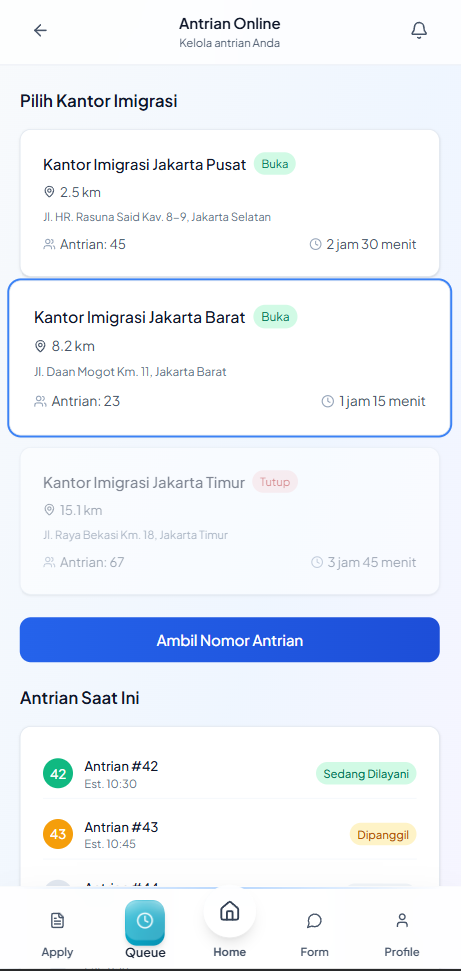 Antrian Online
Kelola antrian Anda
Pilih Kantor Imigrasi
Kantor Imigrasi Jakarta Pusat Buka
2.5 km
Jl. HR. Rasuna Said Kav. 8-9, Jakarta Selatan
Antrian: 45 2 jam 30 menit
Kantor Imigrasi Jakarta Barat Buka
8.2 km
Jl. Daan Mogot Km. 11, Jakarta Barat
Antrian: 23 1 jam 15 menit
Kantor Imigrasi Jakarta Timur Tutup
15.1 km
Jl. Raya Bekasi Km. 18, Jakarta Timur
Antrian: 67 3 jam 45 menit
Ambil Nomor Antrian
Antrian Saat Ini
42 Antrian #42 Sedang Dilayani
Est. 10:30
43 Antrian #43 Dipanggil
Est. 10:45
Apply Queue Home Form Profile